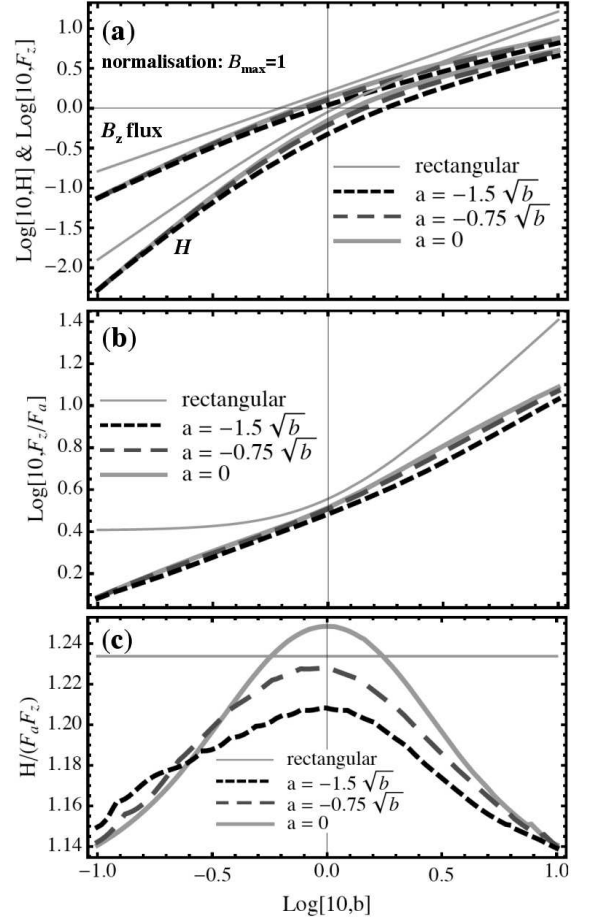 (a)
normalisation: B_max=1
B_z flux
H
rectangular
a = −1.5 √b
a = −0.75 √b
a = 0
Log[10,H] & Log[10,F_z]
1.0
0.5
0.0
−0.5
−1.0
−1.5
−2.0
(b)
rectangular
a = −1.5 √b
a = −0.75 √b
a = 0
Log[10,F_z/F_a]
1.4
1.2
1.0
0.8
0.6
0.4
0.2
(c)
rectangular
a = −1.5 √b
a = −0.75 √b
a = 0
H/(F_aF_z)
1.24
1.22
1.20
1.18
1.16
1.14
−1.0 −0.5 0.0 0.5 1.0
Log[10,b]